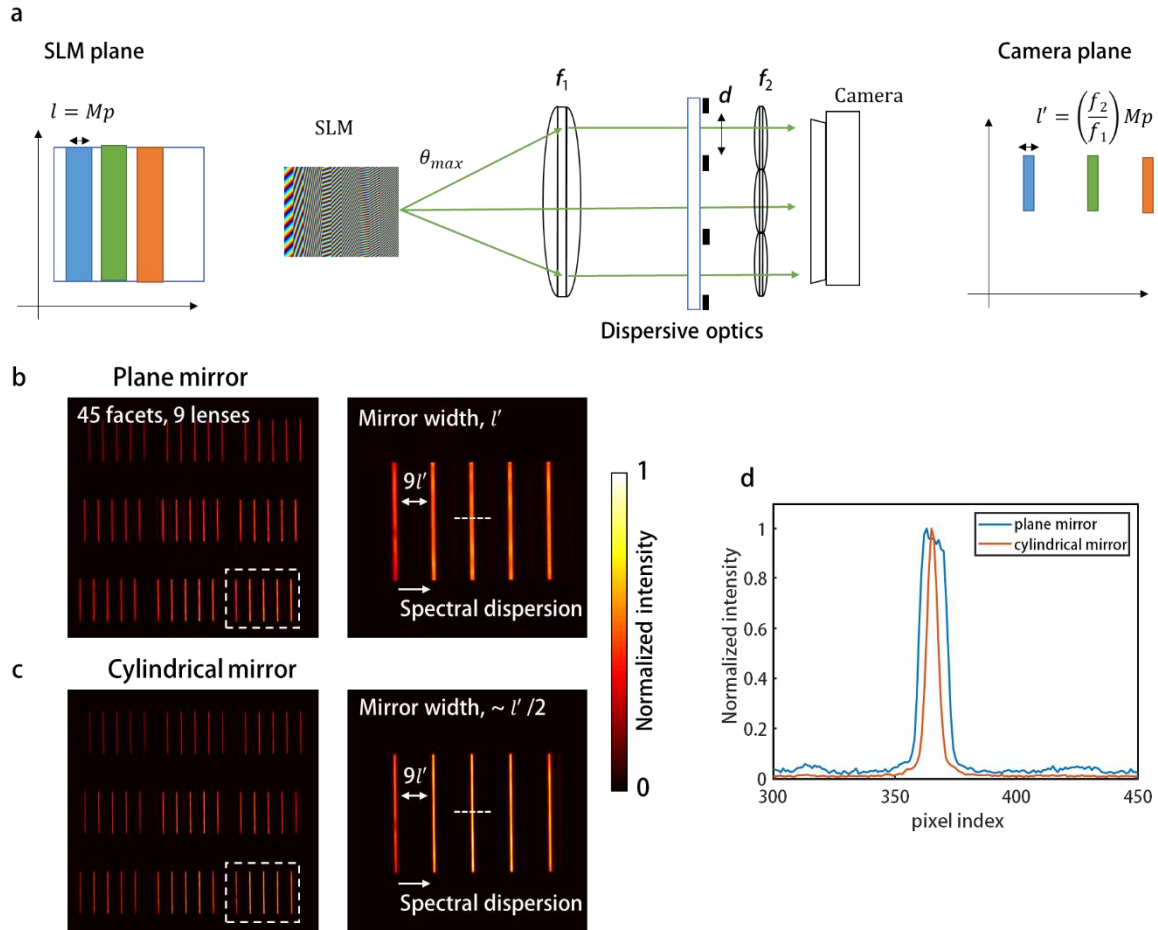 a
SLM plane
l = Mp
SLM
θmax
f1
d
f2
Camera
Dispersive optics
Camera plane
l′ = (f2/f1) Mp
b
Plane mirror
45 facets, 9 lenses
Mirror width, l′
9l′
Spectral dispersion
c
Cylindrical mirror
Mirror width, ~ l′/2
9l′
Spectral dispersion
1
Normalized intensity
0
d
plane mirror
cylindrical mirror
1
0.8
0.6
0.4
0.2
0
Normalized intensity
300
350
400
450
pixel index